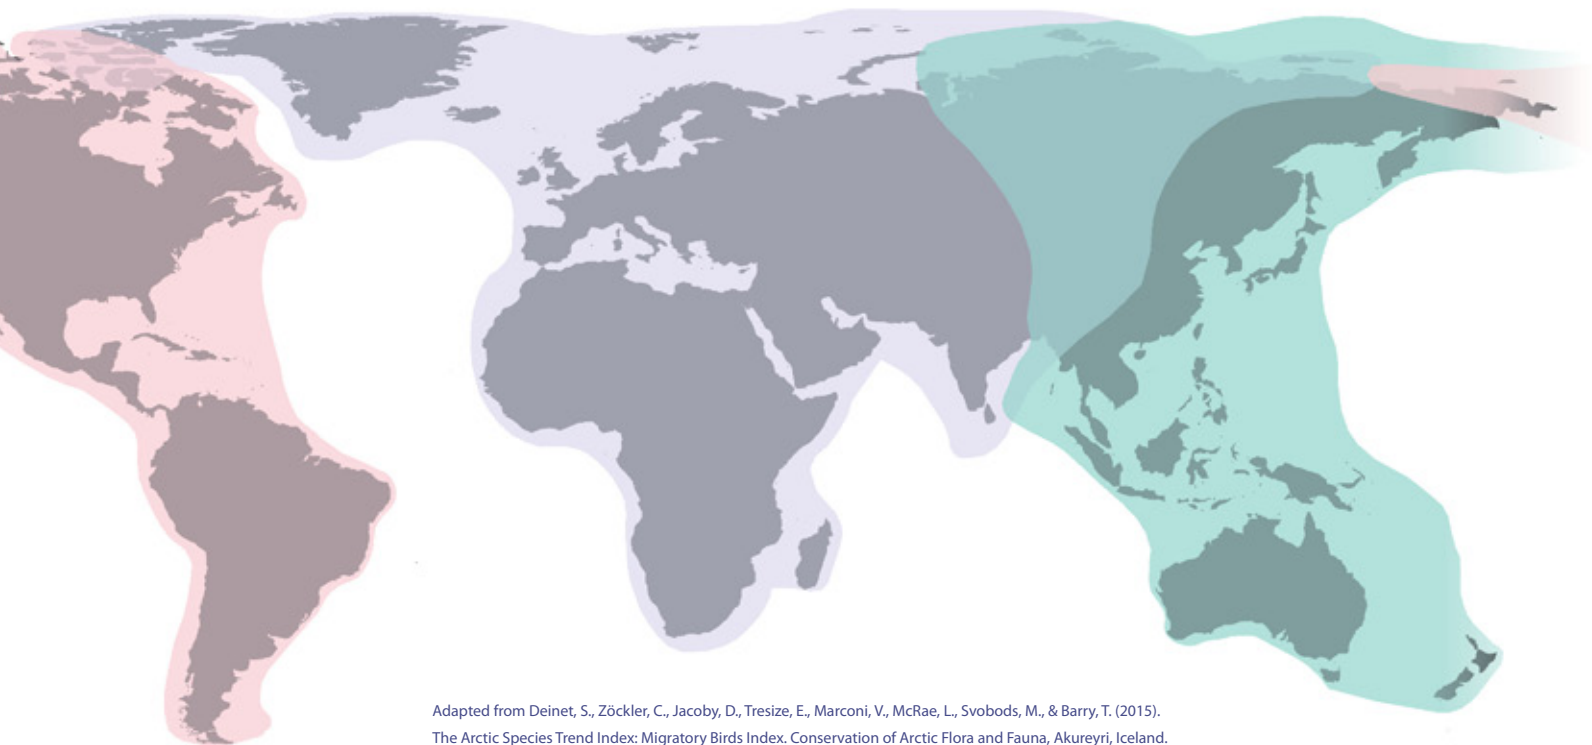 Adapted from Deinet, S., Zöckler, C., Jacoby, D., Tresize, E., Marconi, V., McRae, L., Svobods, M., & Barry, T. (2015).
The Arctic Species Trend Index: Migratory Birds Index. Conservation of Arctic Flora and Fauna, Akureyri, Iceland.